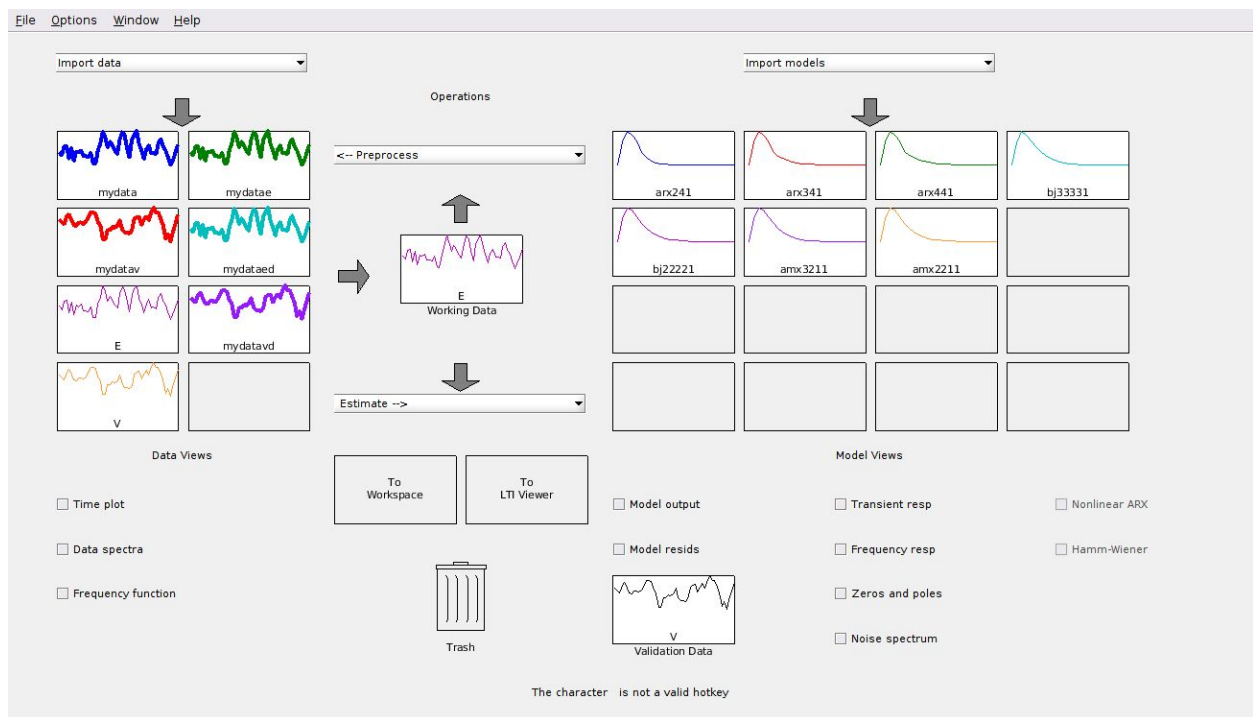 File Options Window Help
Import data
Import models
Operations
<-- Preprocess
mydata
mydatae
arx241
arx341
arx441
bj33331
mydatav
mydataed
bj22221
amx3211
amx2211
E
Working Data
E
mydatavd
Estimate -->
V
Data Views
Model Views
To
Workspace
To
LTI Viewer
Time plot
Model output
Transient resp
Nonlinear ARX
Data spectra
Model resids
Frequency resp
Hamm-Wiener
Frequency function
Zeros and poles
V
Validation Data
Noise spectrum
Trash
The character   is not a valid hotkey